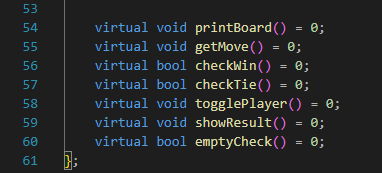 53
54 virtual void printBoard() = 0;
55 virtual void getMove() = 0;
56 virtual bool checkWin() = 0;
57 virtual bool checkTie() = 0;
58 virtual void togglePlayer() = 0;
59 virtual void showResult() = 0;
60 virtual bool emptyCheck() = 0;
61 };